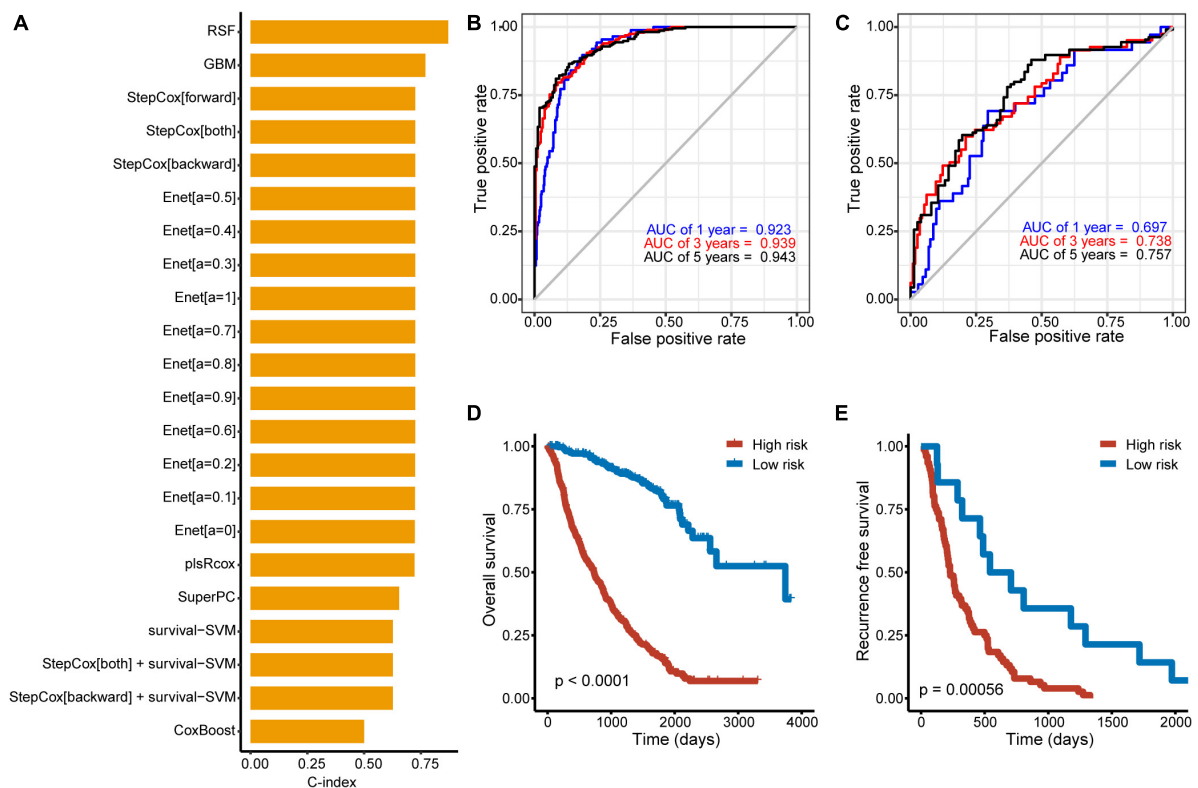 A
RSF
GBM
StepCox[forward]
StepCox[both]
StepCox[backward]
Enet[a=0.5]
Enet[a=0.4]
Enet[a=0.3]
Enet[a=1]
Enet[a=0.7]
Enet[a=0.8]
Enet[a=0.9]
Enet[a=0.6]
Enet[a=0.2]
Enet[a=0.1]
Enet[a=0]
plsRcox
SuperPC
survival−SVM
StepCox[both] + survival−SVM
StepCox[backward] + survival−SVM
CoxBoost
0.00 0.25 0.50 0.75
C−index
B
True positive rate
1.00
0.75
0.50
0.25
0.00
AUC of 1 year = 0.923
AUC of 3 years = 0.939
AUC of 5 years = 0.943
0.00 0.25 0.50 0.75 1.00
False positive rate
C
True positive rate
1.00
0.75
0.50
0.25
0.00
AUC of 1 year = 0.697
AUC of 3 years = 0.738
AUC of 5 years = 0.757
0.00 0.25 0.50 0.75 1.00
False positive rate
D
Overall survival
1.00
0.75
0.50
0.25
0.00
High risk
Low risk
p < 0.0001
0 1000 2000 3000 4000
Time (days)
E
Recurrence free survival
1.00
0.75
0.50
0.25
0.00
High risk
Low risk
p = 0.00056
0 500 1000 1500 2000
Time (days)